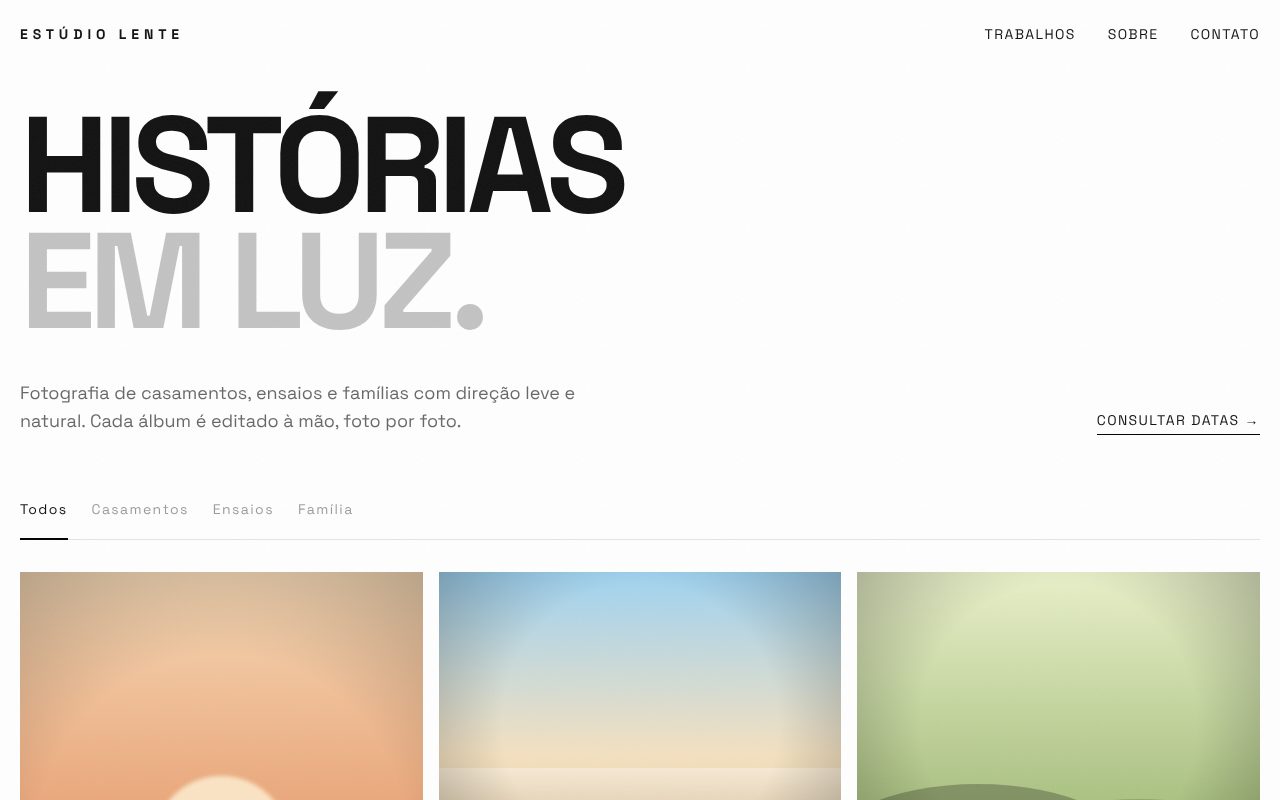 ESTÚDIO LENTE
TRABALHOS SOBRE CONTATO
HISTÓRIAS
EM LUZ.
Fotografia de casamentos, ensaios e famílias com direção leve e
natural. Cada álbum é editado à mão, foto por foto.
CONSULTAR DATAS →
Todos Casamentos Ensaios Família